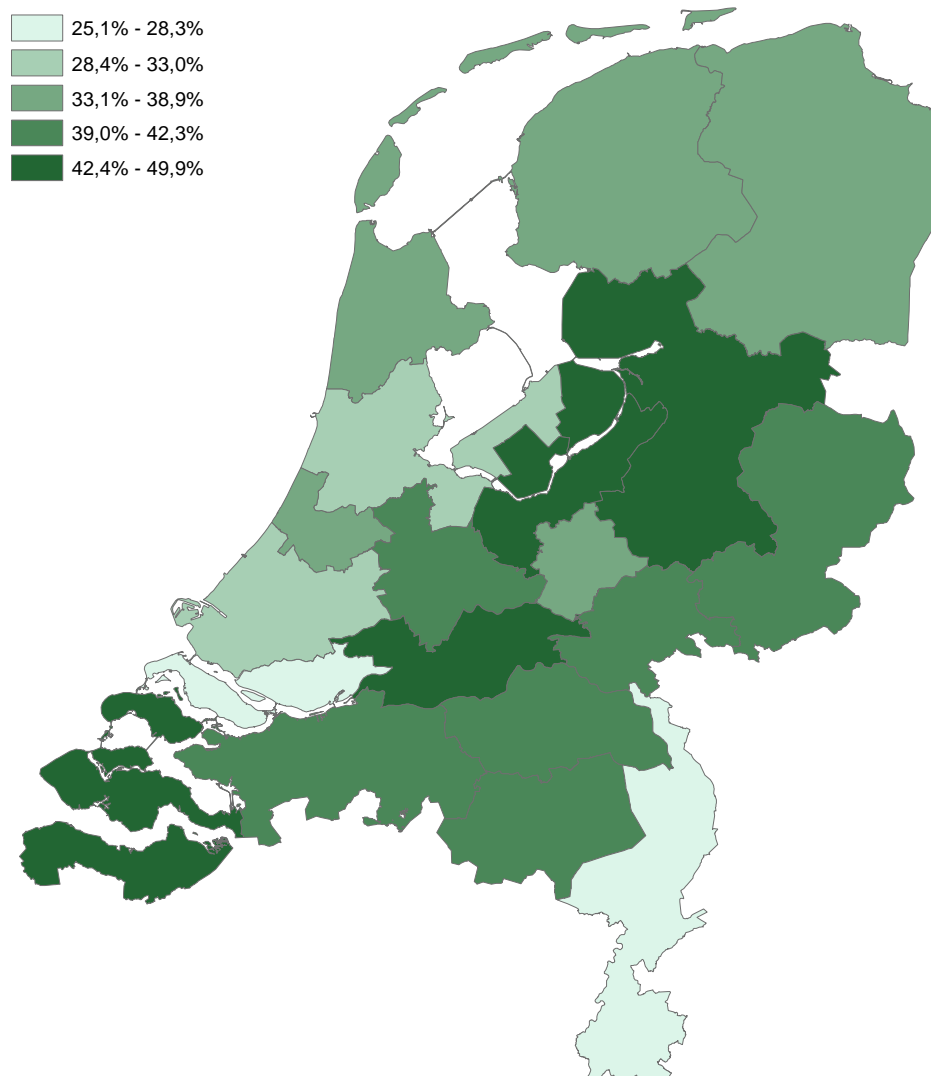 25,1% - 28,3%
28,4% - 33,0%
33,1% - 38,9%
39,0% - 42,3%
42,4% - 49,9%